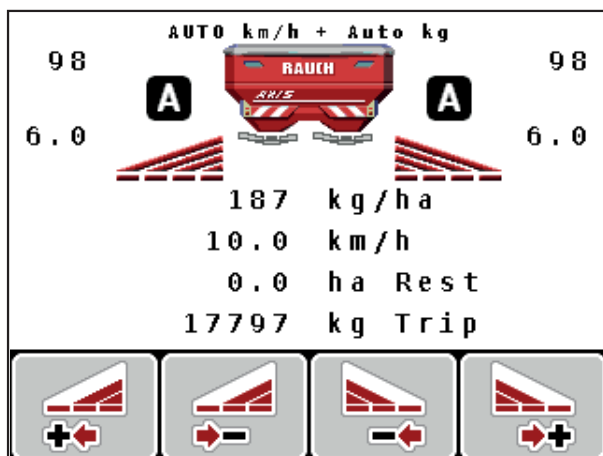 AUTO km/h + Auto kg
98 98
RAUCH
A A
AXIS
6.0 6.0
187 kg/ha
10.0 km/h
0.0 ha Rest
17797 kg Trip